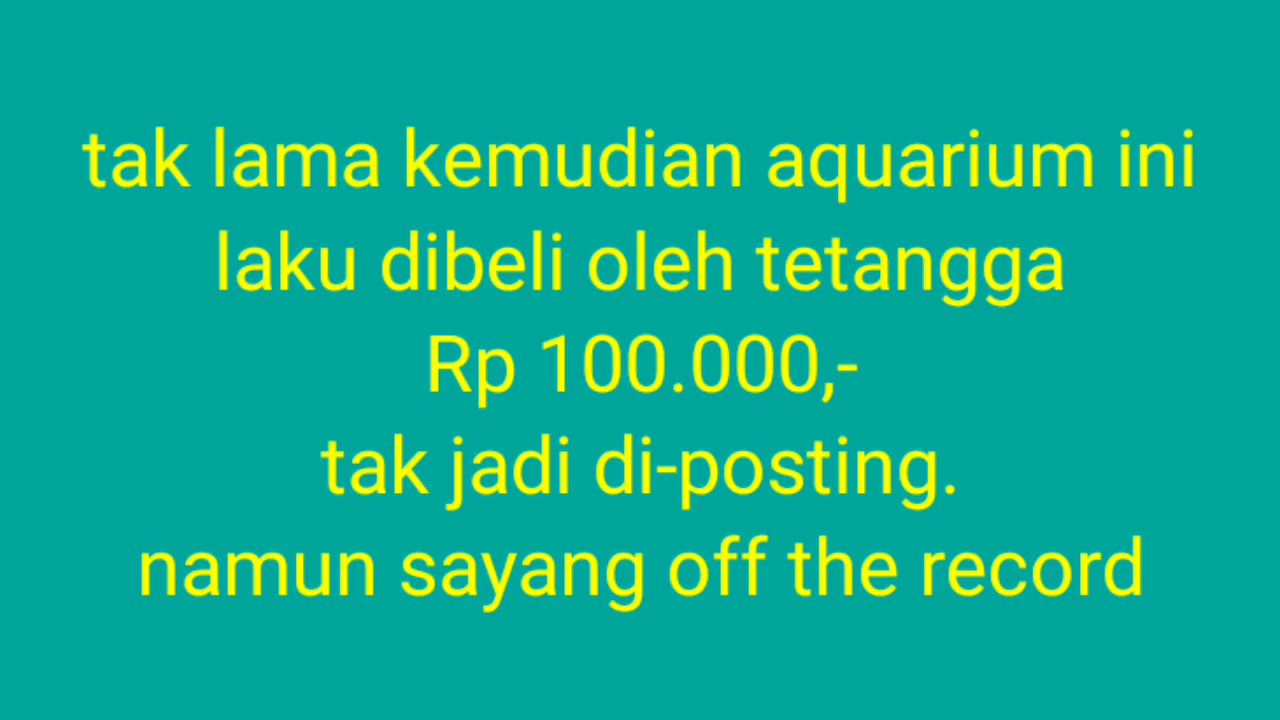 tak lama kemudian aquarium ini
laku dibeli oleh tetangga
Rp 100.000,-
tak jadi di-posting.
namun sayang off the record